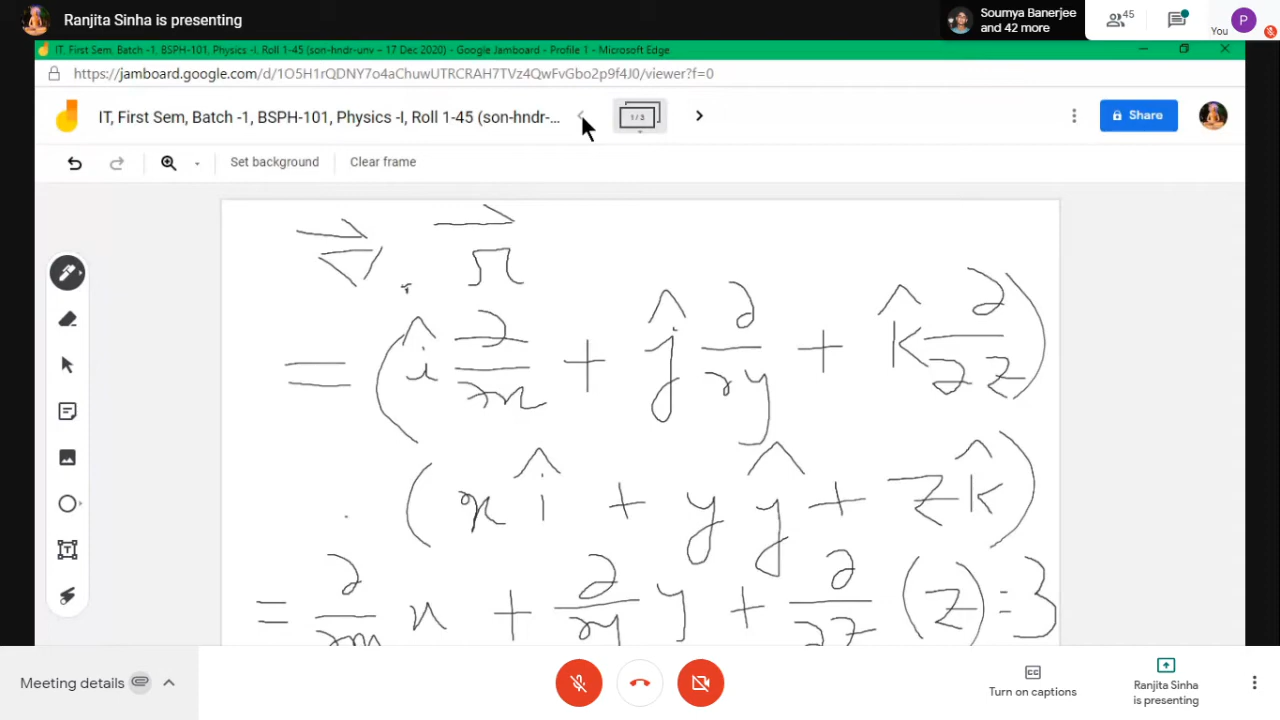 Ranjita Sinha is presenting
Soumya Banerjee
and 42 more
45
You
P
IT, First Sem, Batch -1, BSPH-101, Physics -I, Roll 1-45 (son-hndr-unv – 17 Dec 2020) - Google Jamboard - Profile 1 - Microsoft Edge
https://jamboard.google.com/d/1O5H1rQDNY7o4aChuwUTRCRAH7TVz4QwFvGbo2p9f4J0/viewer?f=0
IT, First Sem, Batch -1, BSPH-101, Physics -I, Roll 1-45 (son-hndr-...
1 / 3
Share
Set background
Clear frame
∇⃗ . r⃗
= (î ∂/∂x + ĵ ∂/∂y + k̂ ∂/∂z)
. (x î + y ŷ + z k̂)
= ∂/∂x x + ∂/∂y y + ∂/∂z (z) = 3
Meeting details
Turn on captions
Ranjita Sinha
is presenting